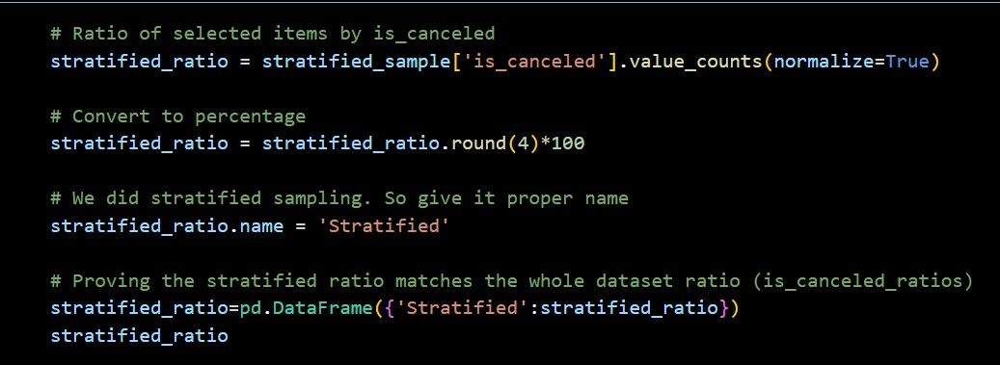 # Ratio of selected items by is_canceled
stratified_ratio = stratified_sample['is_canceled'].value_counts(normalize=True)
# Convert to percentage
stratified_ratio = stratified_ratio.round(4)*100
# We did stratified sampling. So give it proper name
stratified_ratio.name = 'Stratified'
# Proving the stratified ratio matches the whole dataset ratio (is_canceled_ratios)
stratified_ratio=pd.DataFrame({'Stratified':stratified_ratio})
stratified_ratio